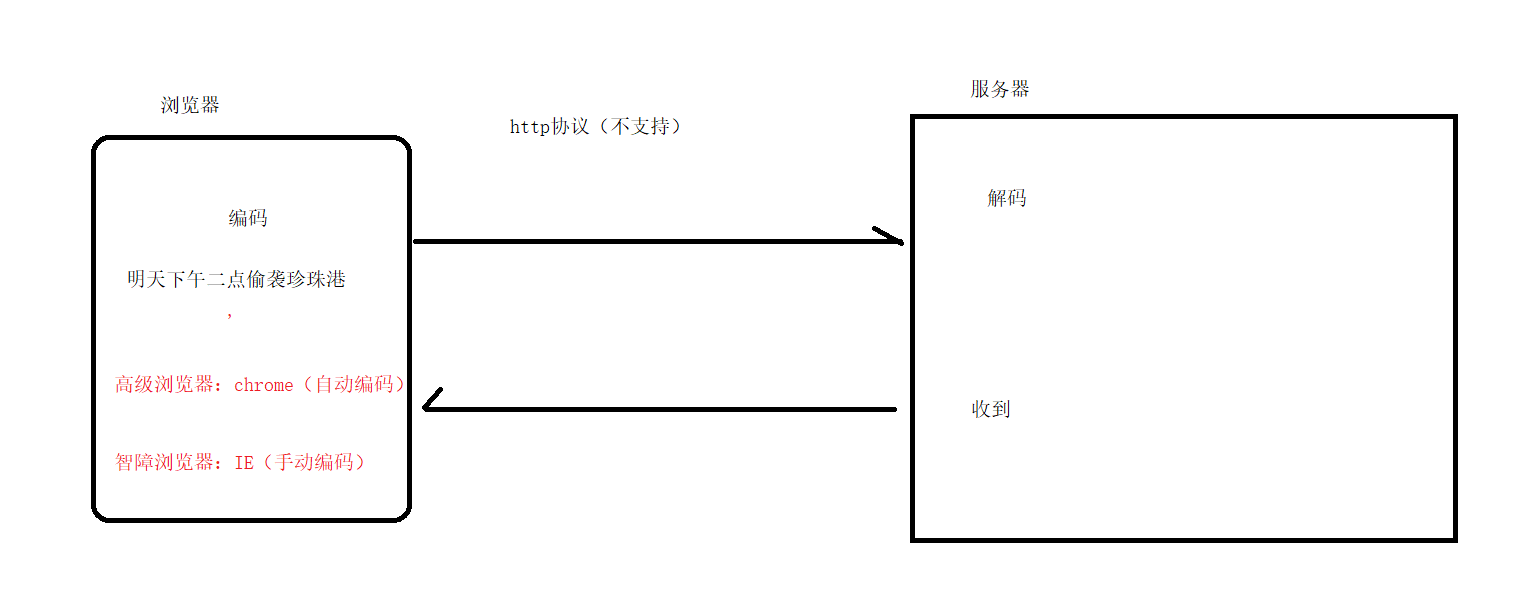 浏览器
http协议（不支持）
服务器
编码
明天下午二点偷袭珍珠港
，
高级浏览器：chrome（自动编码）
智障浏览器：IE（手动编码）
解码
收到